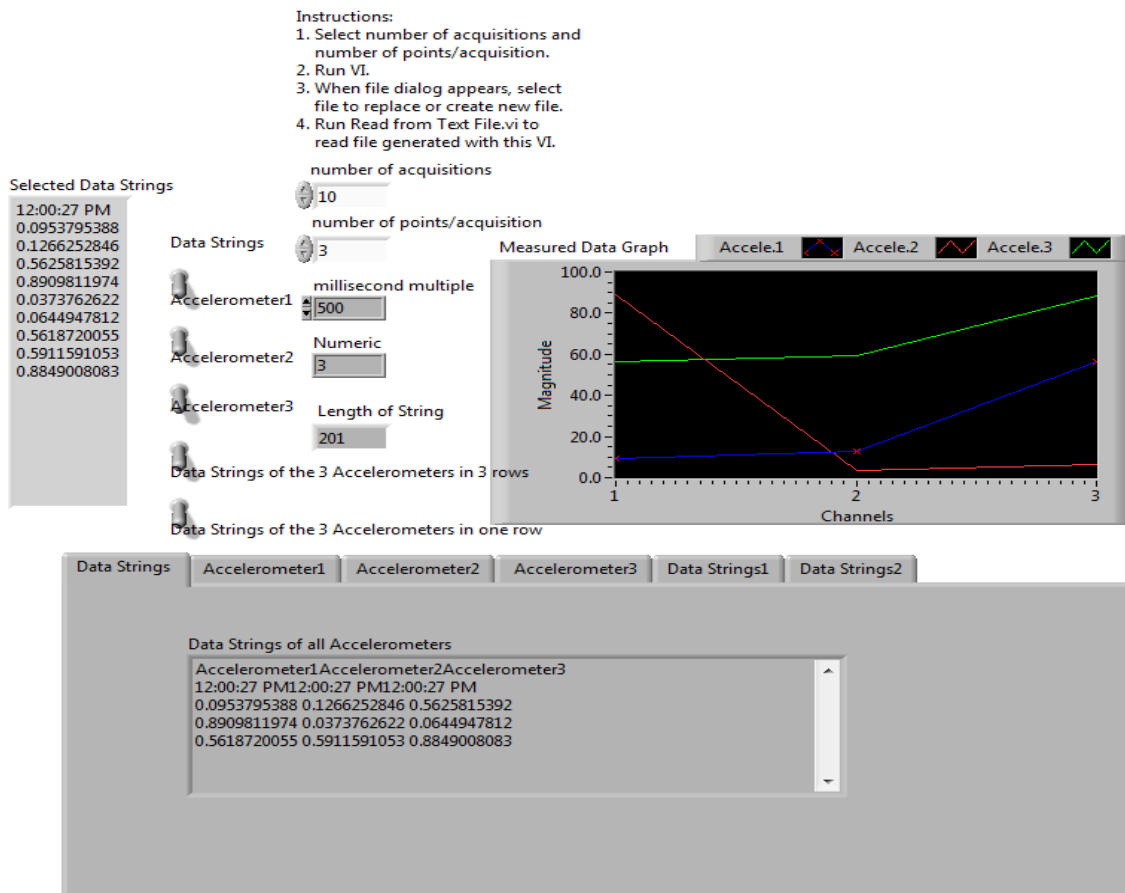 Instructions:
1. Select number of acquisitions and
number of points/acquisition.
2. Run VI.
3. When file dialog appears, select
file to replace or create new file.
4. Run Read from Text File.vi to
read file generated with this VI.
number of acquisitions
10
number of points/acquisition
3
Selected Data Strings
12:00:27 PM
0.0953795388
0.1266252846
0.5625815392
0.8909811974
0.0373762622
0.0644947812
0.5618720055
0.5911591053
0.8849008083
Data Strings
Accelerometer1
Accelerometer2
Accelerometer3
Data Strings of the 3 Accelerometers in 3 rows
Data Strings of the 3 Accelerometers in one row
millisecond multiple
500
Numeric
3
Length of String
201
Measured Data Graph
Accele.1 Accele.2 Accele.3
Magnitude
100.0
80.0
60.0
40.0
20.0
0.0
1 2 3
Channels
Data Strings Accelerometer1 Accelerometer2 Accelerometer3 Data Strings1 Data Strings2
Data Strings of all Accelerometers
Accelerometer1Accelerometer2Accelerometer3
12:00:27 PM12:00:27 PM12:00:27 PM
0.0953795388 0.1266252846 0.5625815392
0.8909811974 0.0373762622 0.0644947812
0.5618720055 0.5911591053 0.8849008083